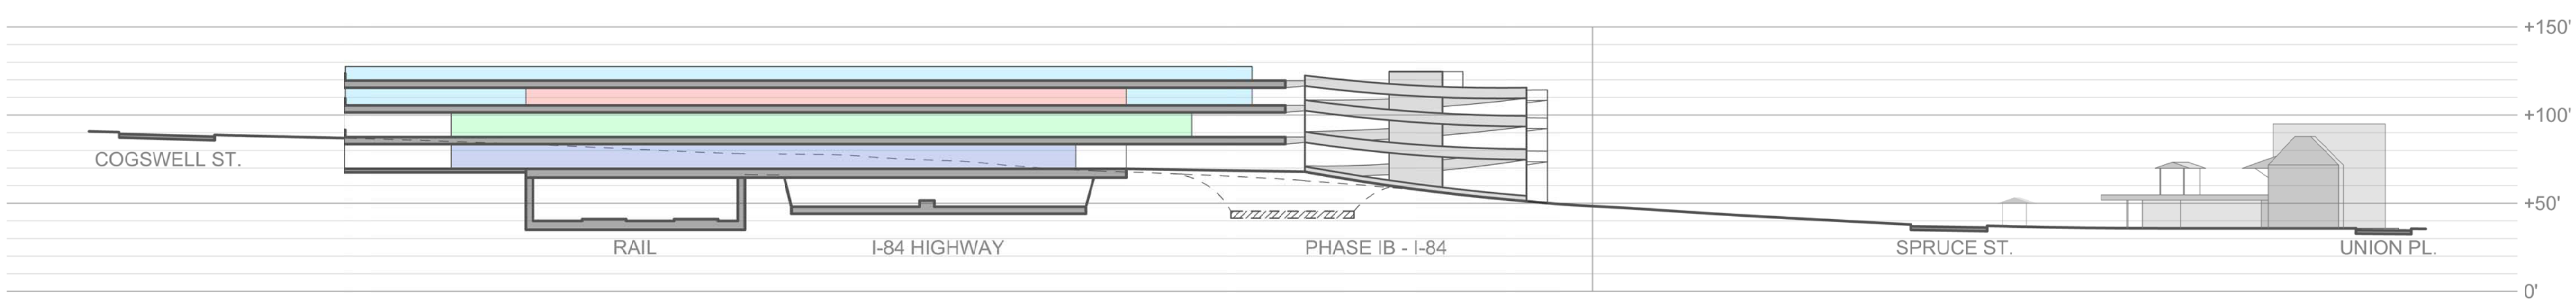 +150'
+100'
COGSWELL ST.
+50'
RAIL
I-84 HIGHWAY
PHASE IB - I-84
SPRUCE ST.
UNION PL.
0'